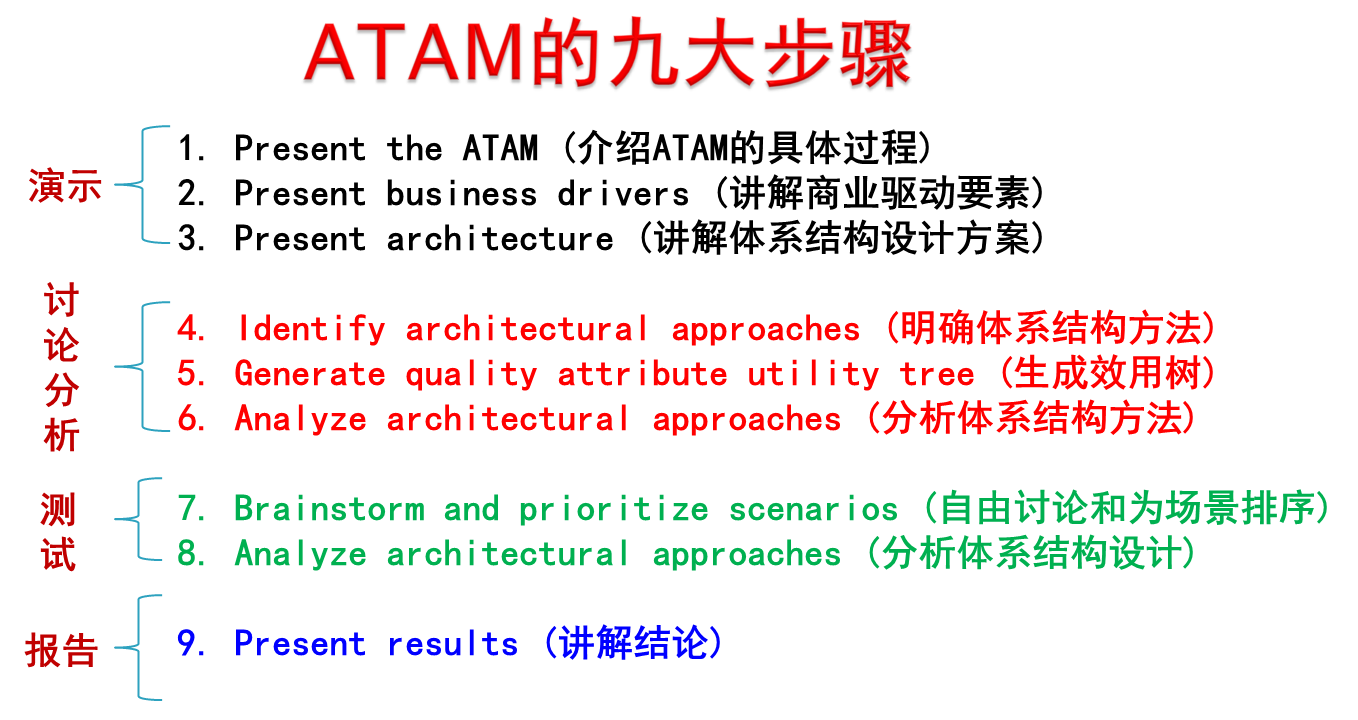 ATAM的九大步骤
演示
1. Present the ATAM (介绍ATAM的具体过程)
2. Present business drivers (讲解商业驱动要素)
3. Present architecture (讲解体系结构设计方案)
讨论分析
4. Identify architectural approaches (明确体系结构方法)
5. Generate quality attribute utility tree (生成效用树)
6. Analyze architectural approaches (分析体系结构方法)
测试
7. Brainstorm and prioritize scenarios (自由讨论和为场景排序)
8. Analyze architectural approaches (分析体系结构设计)
报告
9. Present results (讲解结论)